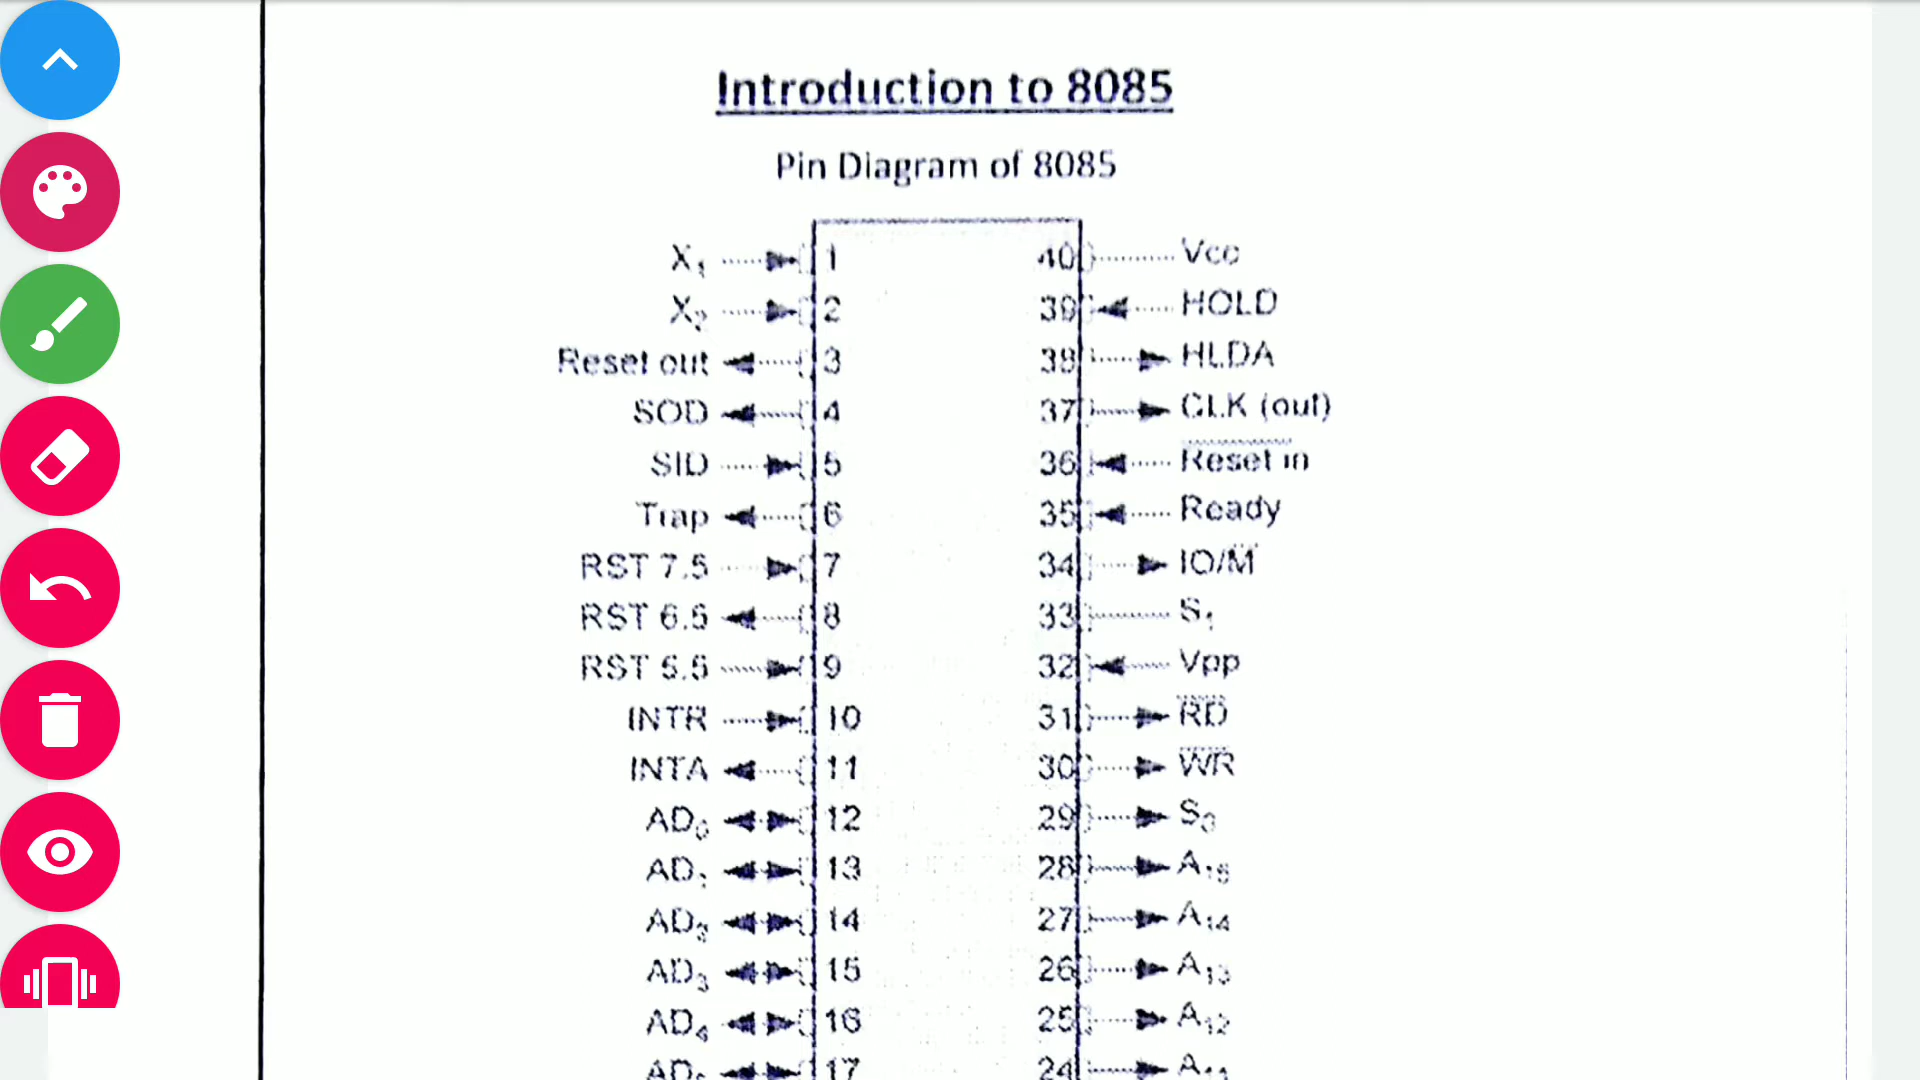 Introduction to 8085
Pin Diagram of 8085
X₁ 1 40 Vcc
X₂ 2 39 HOLD
Reset out 3 38 HLDA
SOD 4 37 CLK (out)
SID 5 36 Reset in
Trap 6 35 Ready
RST 7.5 7 34 IO/M
RST 6.5 8 33 S₁
RST 5.5 9 32 Vpp
INTR 10 31 RD
INTA 11 30 WR
AD₀ 12 29 S₀
AD₁ 13 28 A₁₅
AD₂ 14 27 A₁₄
AD₃ 15 26 A₁₃
AD₄ 16 25 A₁₂
AD₅ 17 24 A₁₁